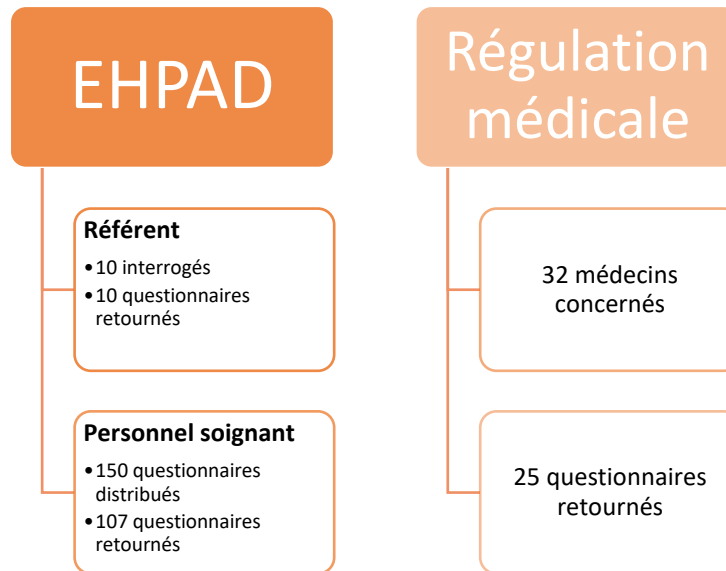 EHPAD
Référent
•10 interrogés
•10 questionnaires
retournés
Personnel soignant
•150 questionnaires
distribués
•107 questionnaires
retournés
Régulation
médicale
32 médecins
concernés
25 questionnaires
retournés